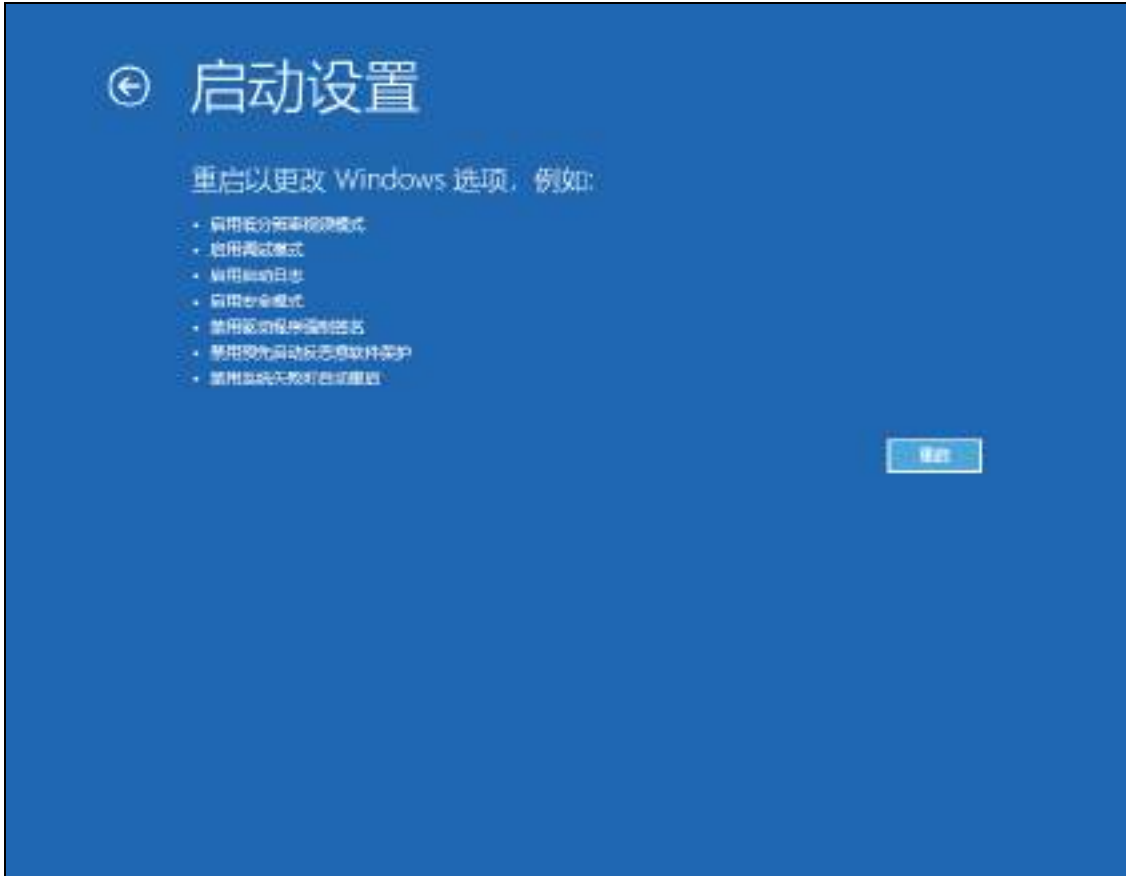 启动设置
重启以更改 Windows 选项，例如:
• 启用低分辨率视频模式
• 启用调试模式
• 启用启动日志
• 启用安全模式
• 禁用驱动程序强制签名
• 禁用预先启动反恶意软件保护
• 禁用系统失败时自动重启
重启